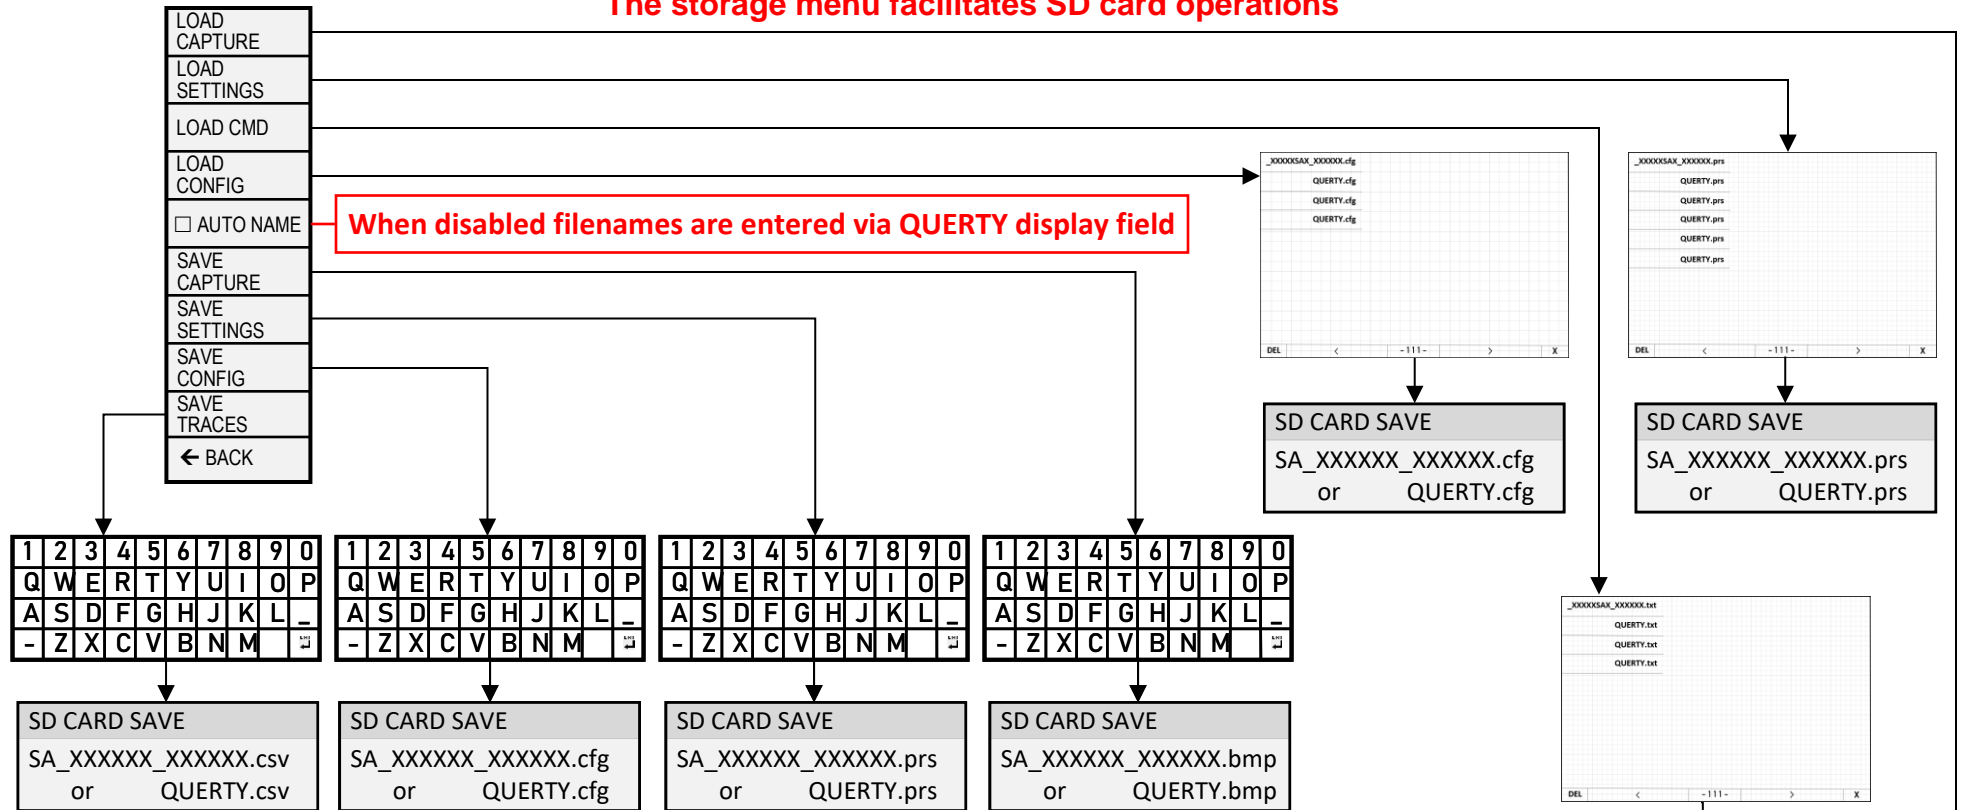 The storage menu facilitates SD card operations
LOAD
CAPTURE
LOAD
SETTINGS
LOAD CMD
LOAD
CONFIG
☐ AUTO NAME
SAVE
CAPTURE
SAVE
SETTINGS
SAVE
CONFIG
SAVE
TRACES
← BACK
When disabled filenames are entered via QUERTY display field
_XXXXXSAX_XXXXXX.cfg
QUERTY.cfg
QUERTY.cfg
QUERTY.cfg
DEL < -111- > X
SD CARD SAVE
SA_XXXXXX_XXXXXX.cfg
or QUERTY.cfg
_XXXXXSAX_XXXXXX.prs
QUERTY.prs
QUERTY.prs
QUERTY.prs
QUERTY.prs
QUERTY.prs
DEL < -111- > X
SD CARD SAVE
SA_XXXXXX_XXXXXX.prs
or QUERTY.prs
1 2 3 4 5 6 7 8 9 0
Q W E R T Y U I O P
A S D F G H J K L _
- Z X C V B N M ↵
SD CARD SAVE
SA_XXXXXX_XXXXXX.csv
or QUERTY.csv
1 2 3 4 5 6 7 8 9 0
Q W E R T Y U I O P
A S D F G H J K L _
- Z X C V B N M ↵
SD CARD SAVE
SA_XXXXXX_XXXXXX.cfg
or QUERTY.cfg
1 2 3 4 5 6 7 8 9 0
Q W E R T Y U I O P
A S D F G H J K L _
- Z X C V B N M ↵
SD CARD SAVE
SA_XXXXXX_XXXXXX.prs
or QUERTY.prs
1 2 3 4 5 6 7 8 9 0
Q W E R T Y U I O P
A S D F G H J K L _
- Z X C V B N M ↵
SD CARD SAVE
SA_XXXXXX_XXXXXX.bmp
or QUERTY.bmp
_XXXXXSAX_XXXXXX.txt
QUERTY.txt
QUERTY.txt
QUERTY.txt
DEL < -111- > X